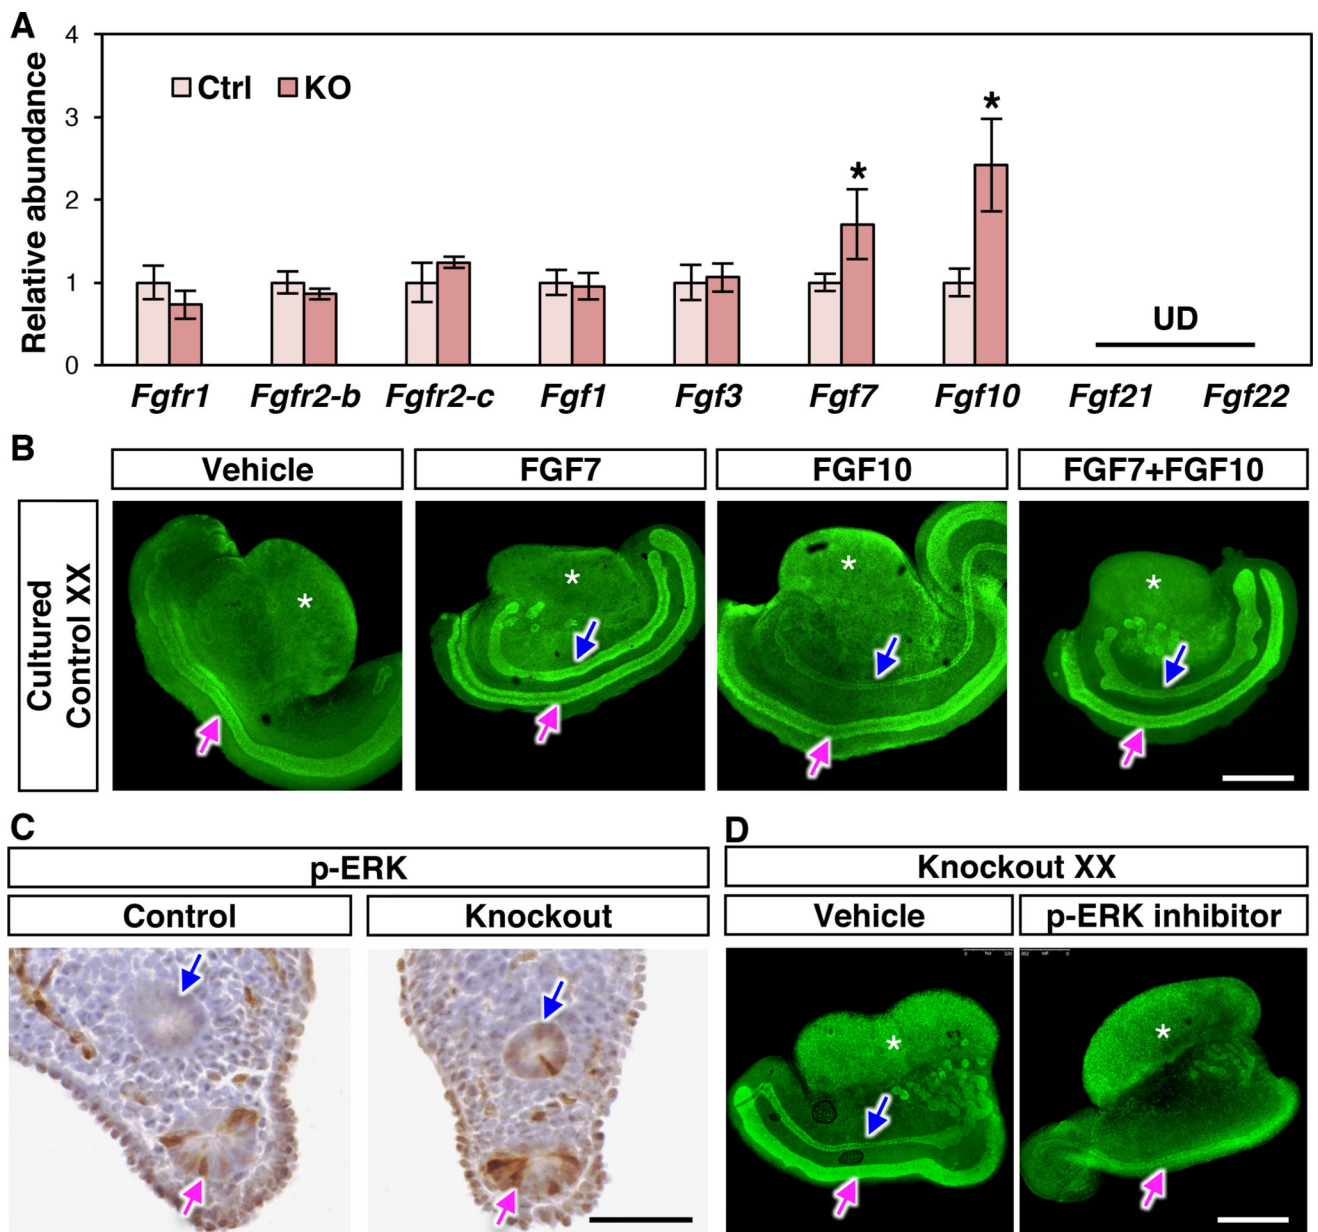 A
4
3
2
1
0
Relative abundance
Ctrl KO
* *
UD
Fgfr1 Fgfr2-b Fgfr2-c Fgf1 Fgf3 Fgf7 Fgf10 Fgf21 Fgf22
B
Vehicle FGF7 FGF10 FGF7+FGF10
Cultured
Control XX
* * * *
C
p-ERK
Control Knockout
D
Knockout XX
Vehicle p-ERK inhibitor
* *